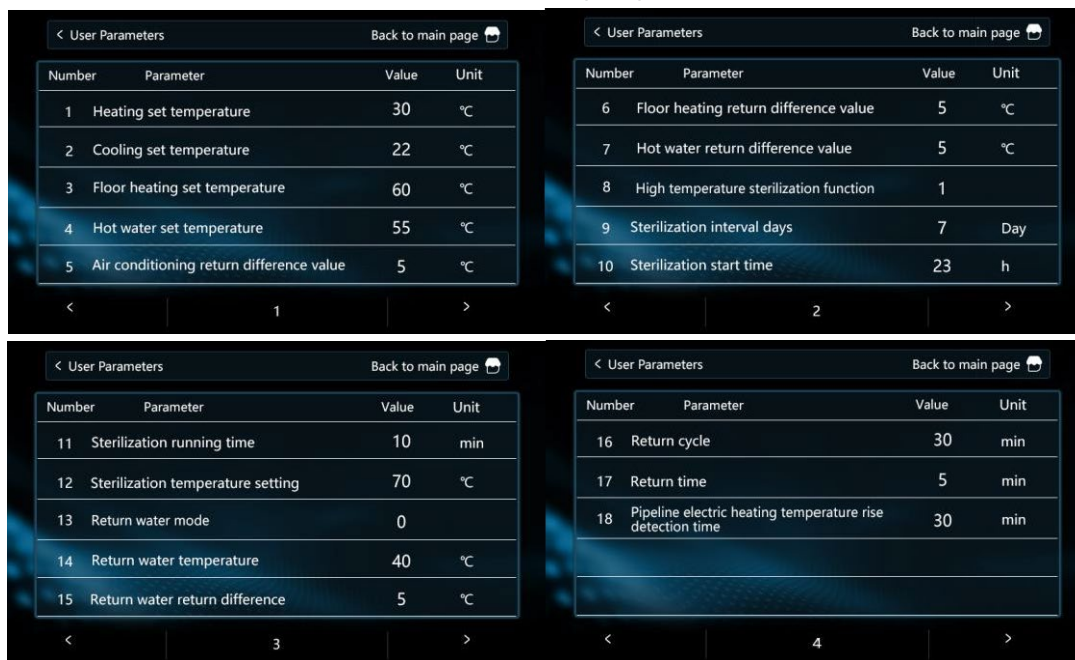 < User Parameters Back to main page
Number Parameter Value Unit
1 Heating set temperature 30 ℃
2 Cooling set temperature 22 ℃
3 Floor heating set temperature 60 ℃
4 Hot water set temperature 55 ℃
5 Air conditioning return difference value 5 ℃
< 1 >
< User Parameters Back to main page
Number Parameter Value Unit
6 Floor heating return difference value 5 ℃
7 Hot water return difference value 5 ℃
8 High temperature sterilization function 1
9 Sterilization interval days 7 Day
10 Sterilization start time 23 h
< 2 >
< User Parameters Back to main page
Number Parameter Value Unit
11 Sterilization running time 10 min
12 Sterilization temperature setting 70 ℃
13 Return water mode 0
14 Return water temperature 40 ℃
15 Return water return difference 5 ℃
< 3 >
< User Parameters Back to main page
Number Parameter Value Unit
16 Return cycle 30 min
17 Return time 5 min
18 Pipeline electric heating temperature rise
detection time 30 min
< 4 >